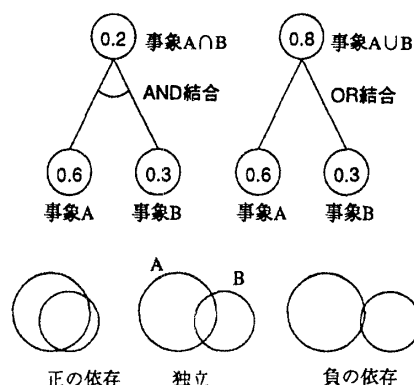 0.2 事象A∩B 0.8 事象A∪B
AND結合 OR結合
0.6 0.3 0.6 0.3
事象A 事象B 事象A 事象B
A B
正の依存 独立 負の依存